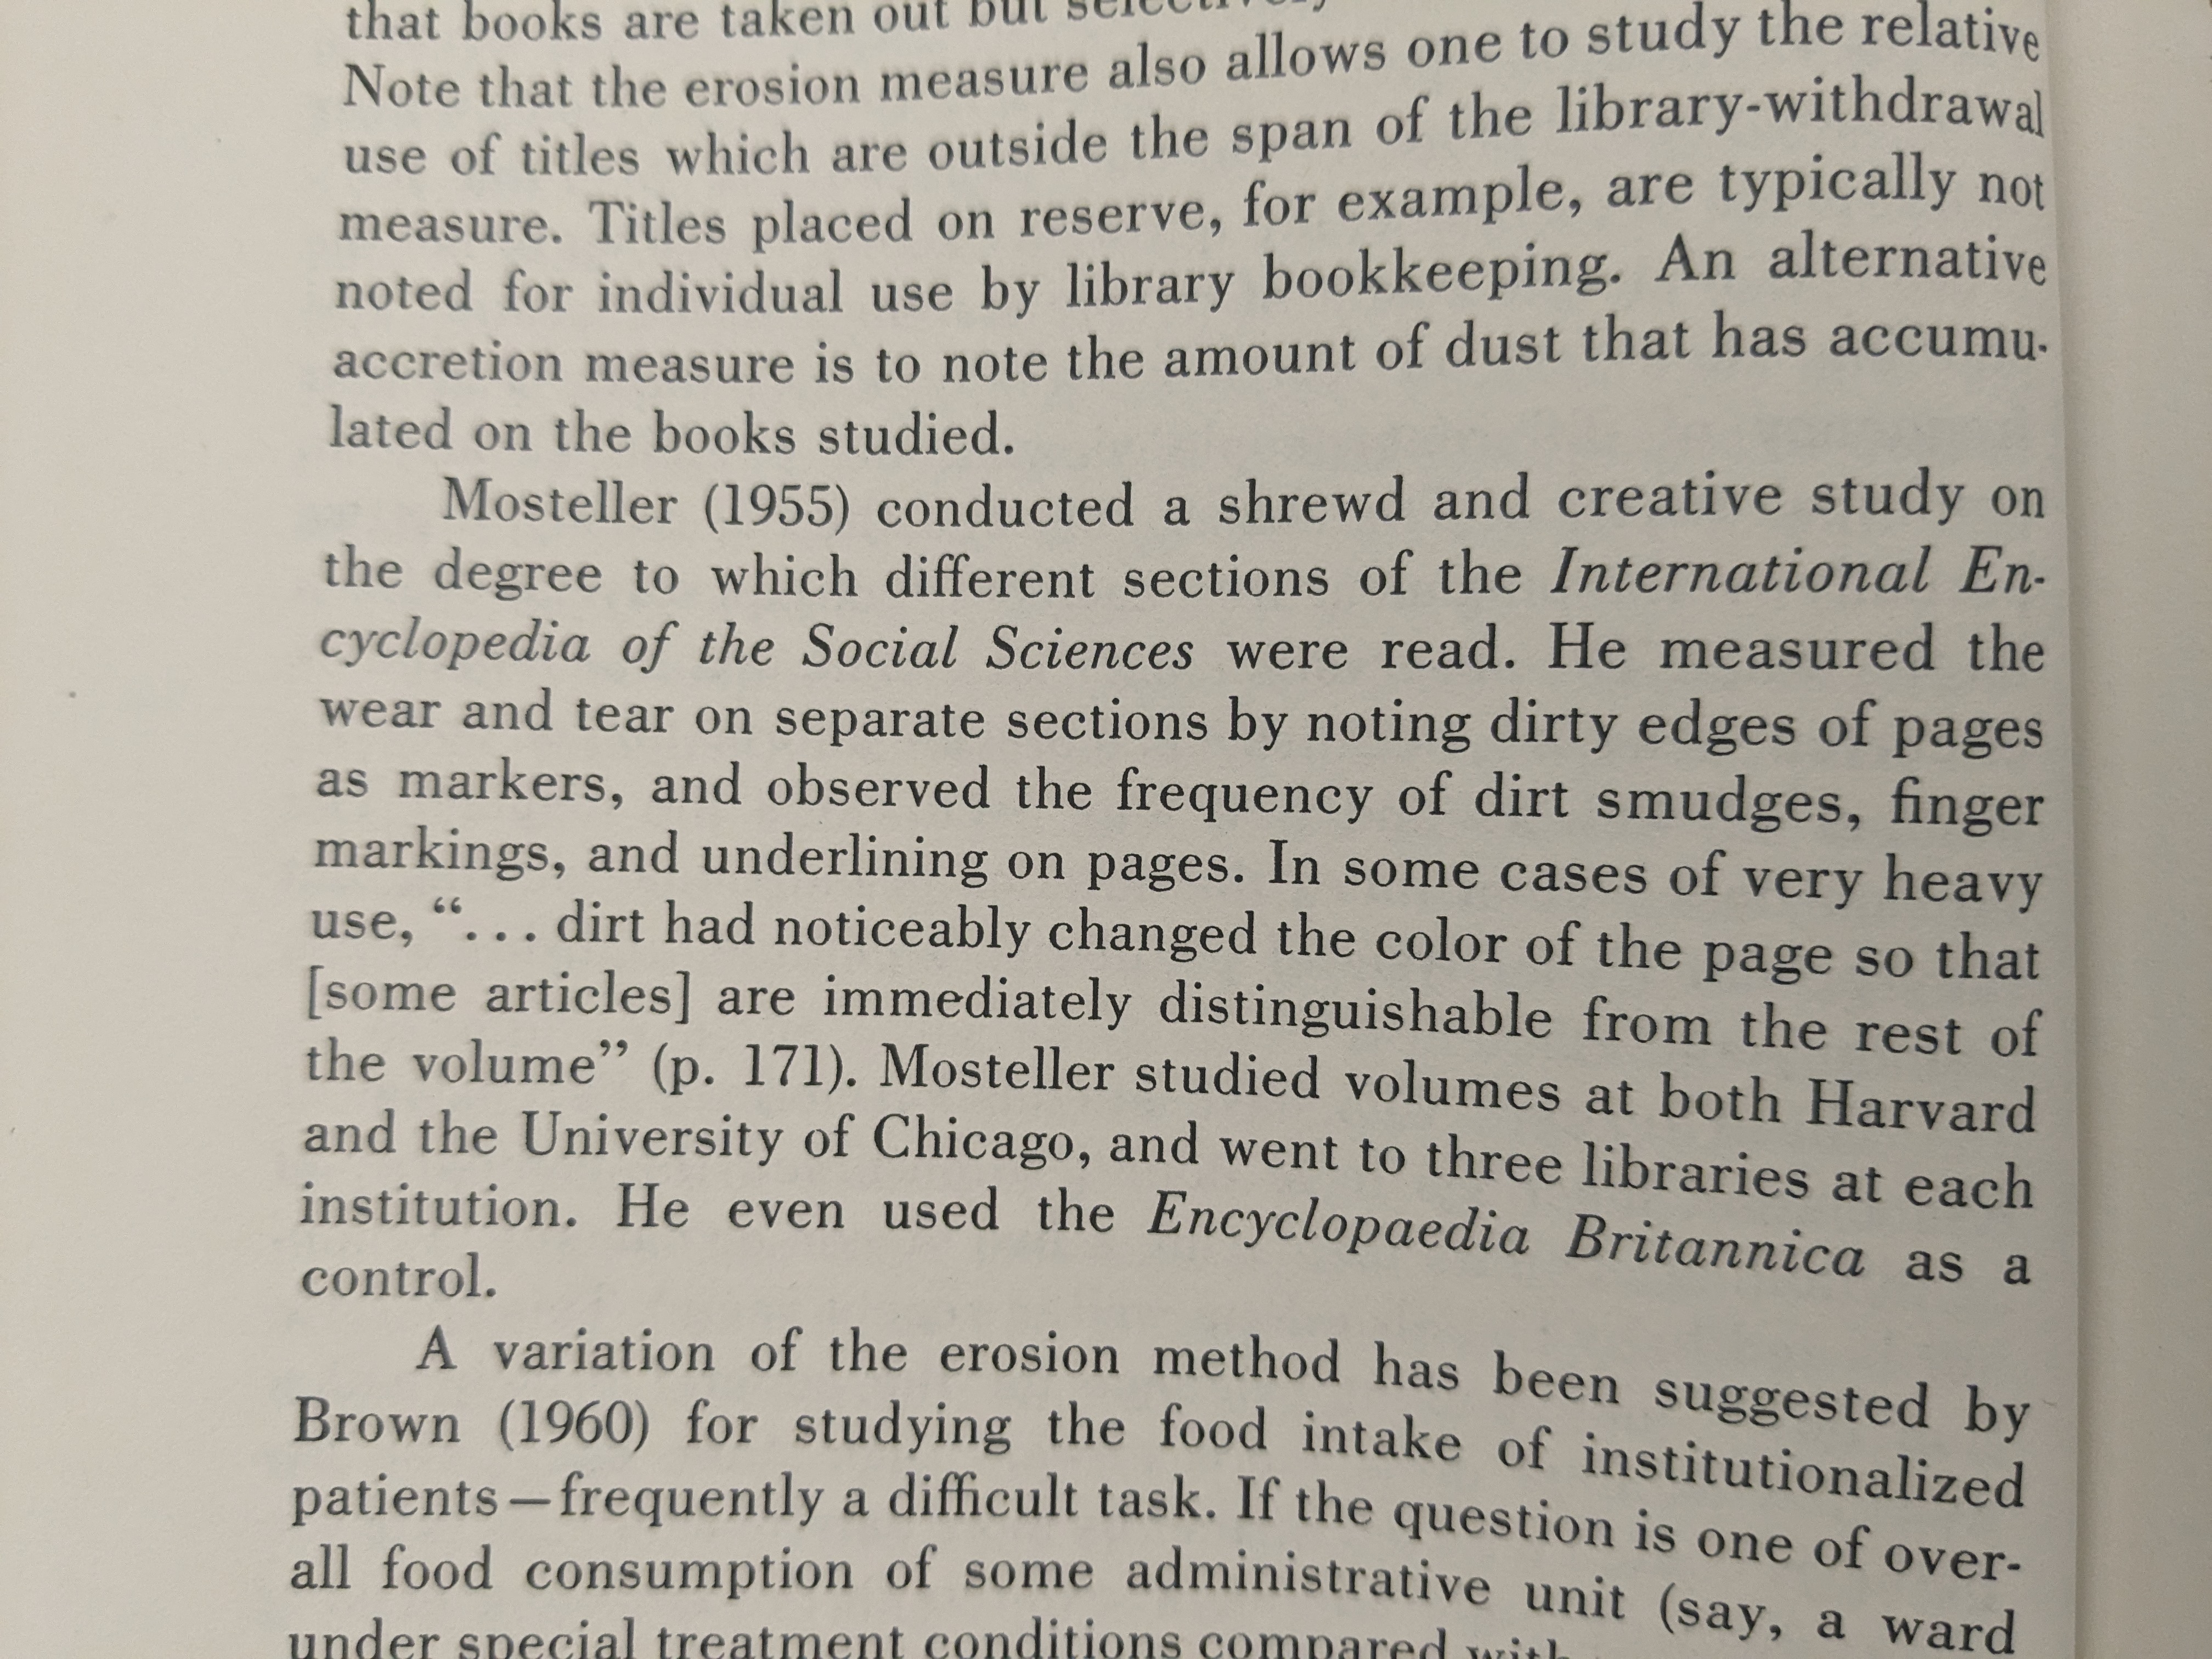 that books are taken out but selectively
Note that the erosion measure also allows one to study the relative
use of titles which are outside the span of the library-withdrawal
measure. Titles placed on reserve, for example, are typically not
noted for individual use by library bookkeeping. An alternative
accretion measure is to note the amount of dust that has accumu-
lated on the books studied.
Mosteller (1955) conducted a shrewd and creative study on
the degree to which different sections of the International En-
cyclopedia of the Social Sciences were read. He measured the
wear and tear on separate sections by noting dirty edges of pages
as markers, and observed the frequency of dirt smudges, finger
markings, and underlining on pages. In some cases of very heavy
use, “. . . dirt had noticeably changed the color of the page so that
[some articles] are immediately distinguishable from the rest of
the volume” (p. 171). Mosteller studied volumes at both Harvard
and the University of Chicago, and went to three libraries at each
institution. He even used the Encyclopaedia Britannica as a
control.
A variation of the erosion method has been suggested by
Brown (1960) for studying the food intake of institutionalized
patients—frequently a difficult task. If the question is one of over-
all food consumption of some administrative unit (say, a ward
under special treatment conditions compared with